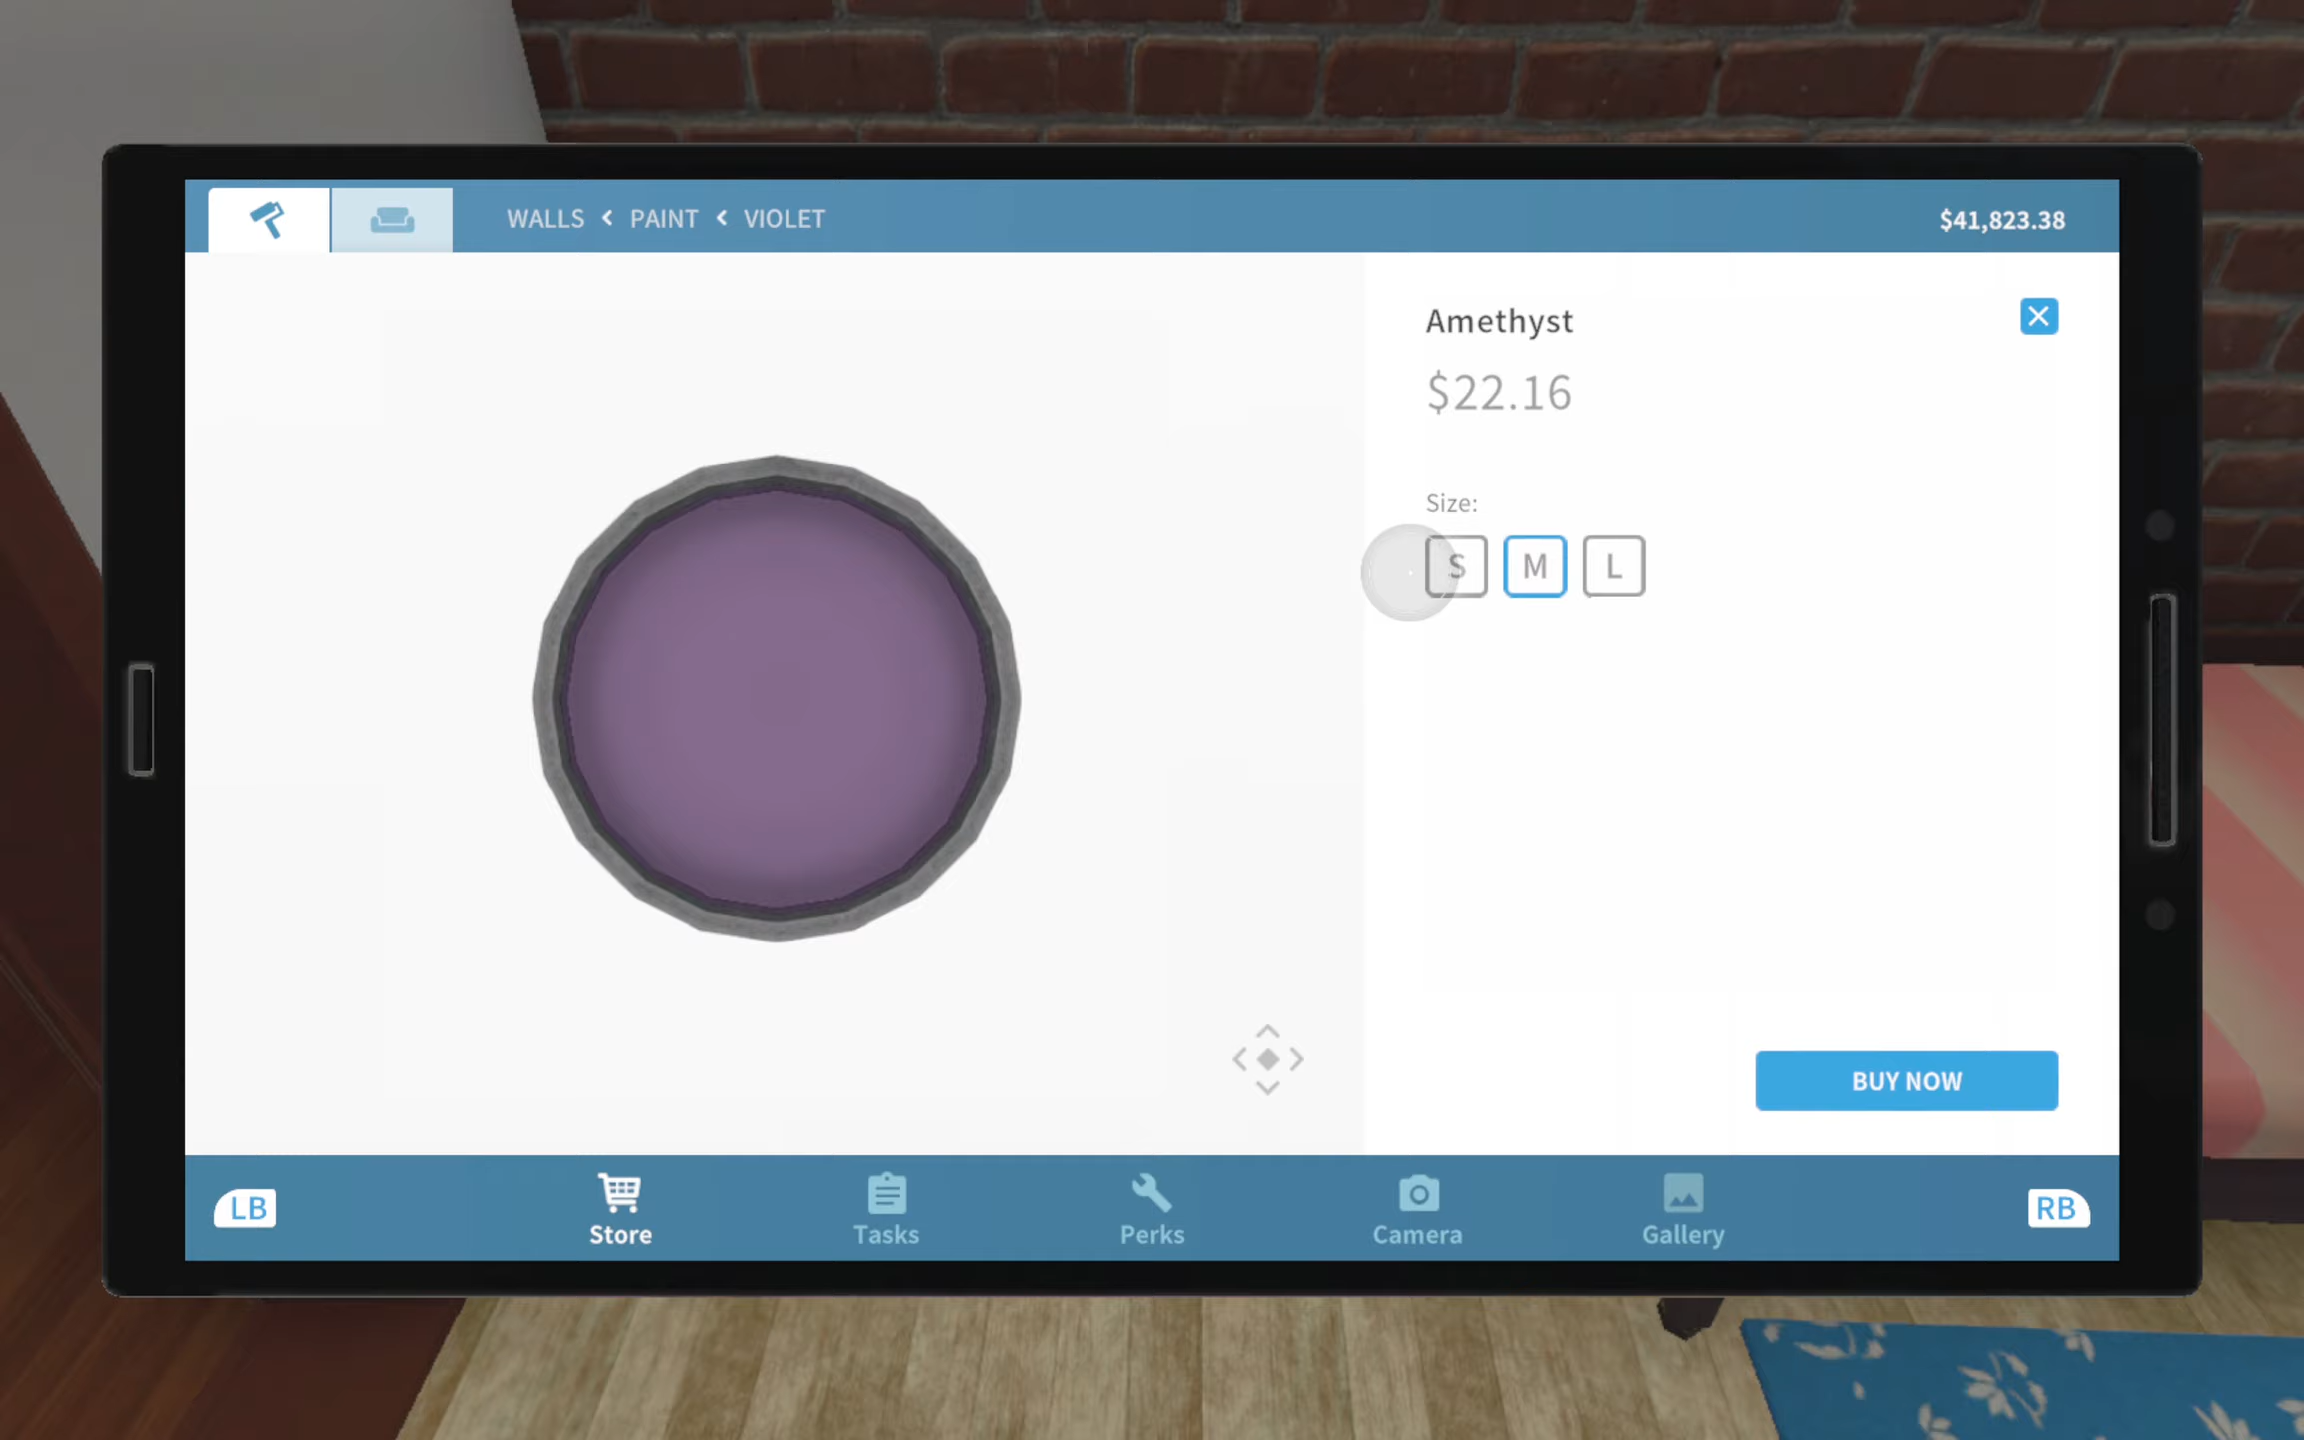 WALLS < PAINT < VIOLET
$41,823.38
Amethyst
$22.16
Size:
S M L
BUY NOW
LB
Store
Tasks
Perks
Camera
Gallery
RB